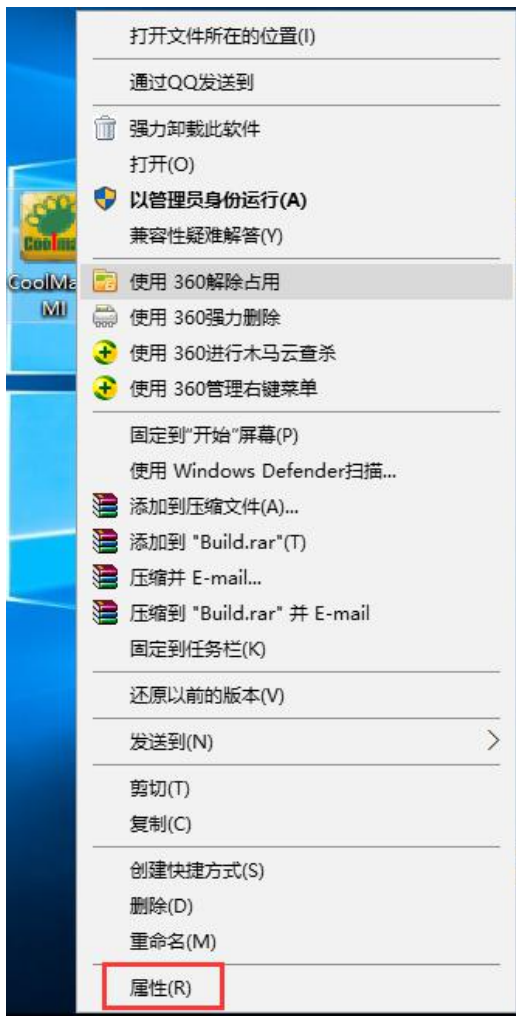 打开文件所在的位置(I)
通过QQ发送到
强力卸载此软件
打开(O)
以管理员身份运行(A)
兼容性疑难解答(Y)
使用 360解除占用
使用 360强力删除
使用 360进行木马云查杀
使用 360管理右键菜单
固定到"开始"屏幕(P)
使用 Windows Defender扫描...
添加到压缩文件(A)...
添加到 "Build.rar"(T)
压缩并 E-mail...
压缩到 "Build.rar" 并 E-mail
固定到任务栏(K)
还原以前的版本(V)
发送到(N)
剪切(T)
复制(C)
创建快捷方式(S)
删除(D)
重命名(M)
属性(R)
CoolMa
MI